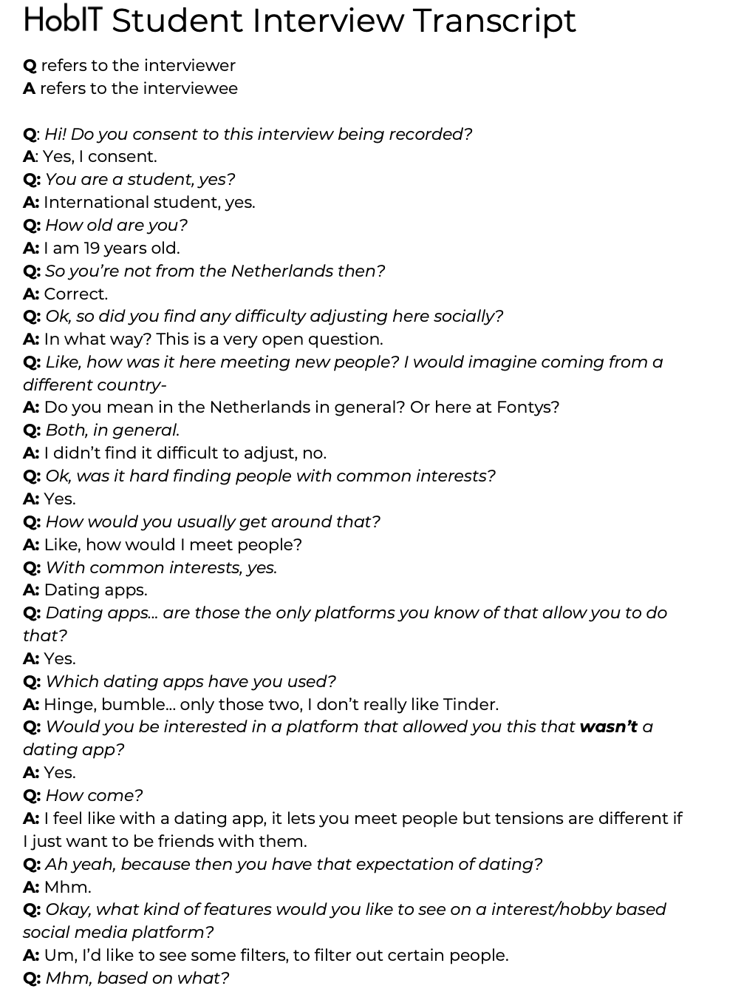 HobIT Student Interview Transcript
Q refers to the interviewer
A refers to the interviewee
Q: Hi! Do you consent to this interview being recorded?
A: Yes, I consent.
Q: You are a student, yes?
A: International student, yes.
Q: How old are you?
A: I am 19 years old.
Q: So you're not from the Netherlands then?
A: Correct.
Q: Ok, so did you find any difficulty adjusting here socially?
A: In what way? This is a very open question.
Q: Like, how was it here meeting new people? I would imagine coming from a
different country-
A: Do you mean in the Netherlands in general? Or here at Fontys?
Q: Both, in general.
A: I didn't find it difficult to adjust, no.
Q: Ok, was it hard finding people with common interests?
A: Yes.
Q: How would you usually get around that?
A: Like, how would I meet people?
Q: With common interests, yes.
A: Dating apps.
Q: Dating apps... are those the only platforms you know of that allow you to do
that?
A: Yes.
Q: Which dating apps have you used?
A: Hinge, bumble... only those two, I don't really like Tinder.
Q: Would you be interested in a platform that allowed you this that wasn't a
dating app?
A: Yes.
Q: How come?
A: I feel like with a dating app, it lets you meet people but tensions are different if
I just want to be friends with them.
Q: Ah yeah, because then you have that expectation of dating?
A: Mhm.
Q: Okay, what kind of features would you like to see on a interest/hobby based
social media platform?
A: Um, I'd like to see some filters, to filter out certain people.
Q: Mhm, based on what?